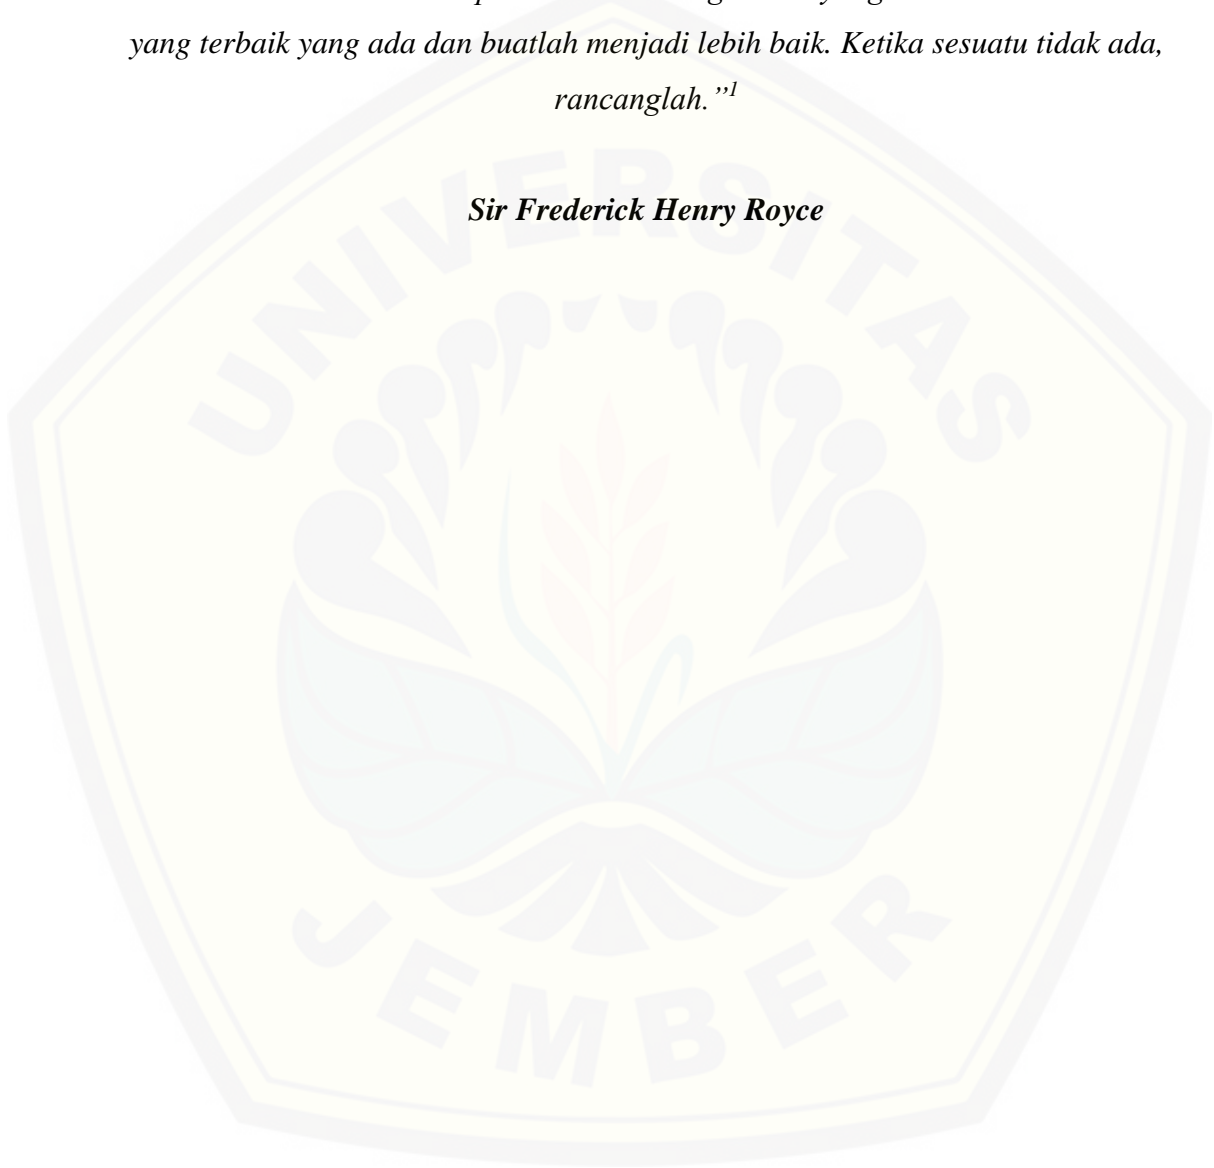 yang terbaik yang ada dan buatlah menjadi lebih baik. Ketika sesuatu tidak ada,
rancanglah.”1
Sir Frederick Henry Royce
UNIVERSITAS
JEMBER